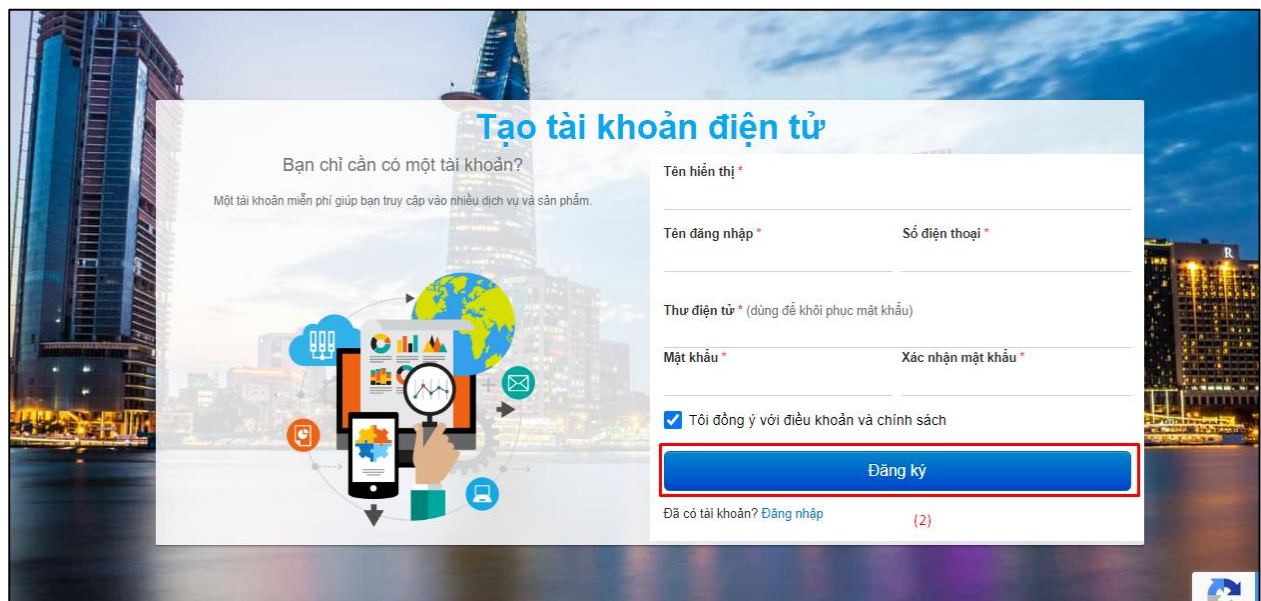 Tạo tài khoản điện tử
Bạn chỉ cần có một tài khoản?
Một tài khoản miễn phí giúp bạn truy cập vào nhiều dịch vụ và sản phẩm.
Tên hiển thị *
Tên đăng nhập *
Số điện thoại *
Thư điện tử * (dùng để khôi phục mật khẩu)
Mật khẩu *
Xác nhận mật khẩu *
Tôi đồng ý với điều khoản và chính sách
Đăng ký
Đã có tài khoản? Đăng nhập
(2)
R